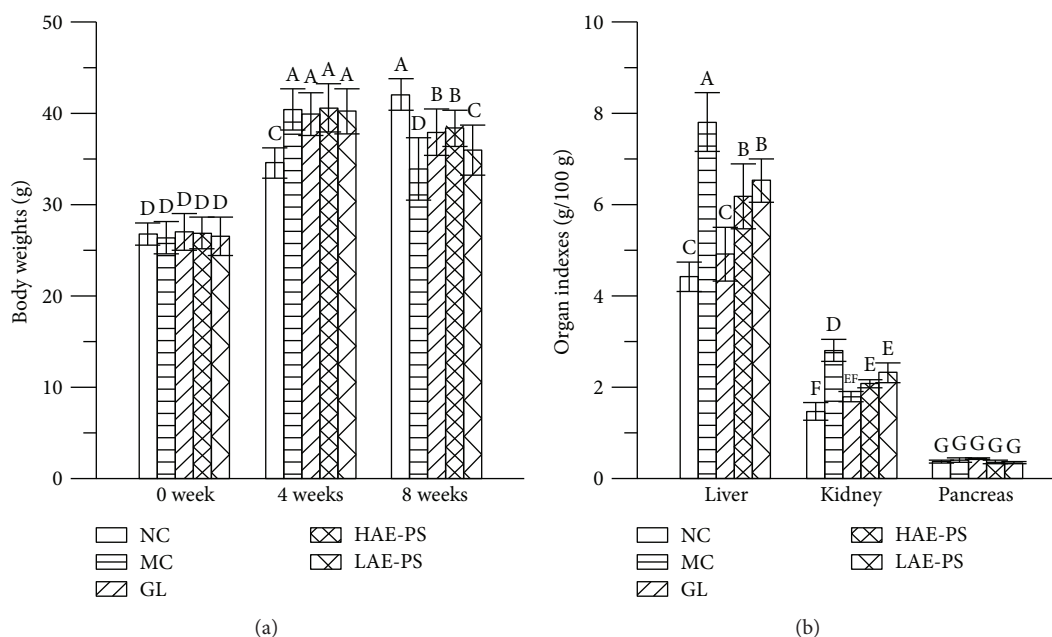 50
40
30
20
10
0
Body weights (g)
D D D D D
C A A A A
A D B B C
0 week 4 weeks 8 weeks
NC HAE-PS
MC LAE-PS
GL
(a)
10
8
6
4
2
0
Organ indexes (g/100 g)
C A C B B
F D EF E E
G G G G G
Liver Kidney Pancreas
NC HAE-PS
MC LAE-PS
GL
(b)